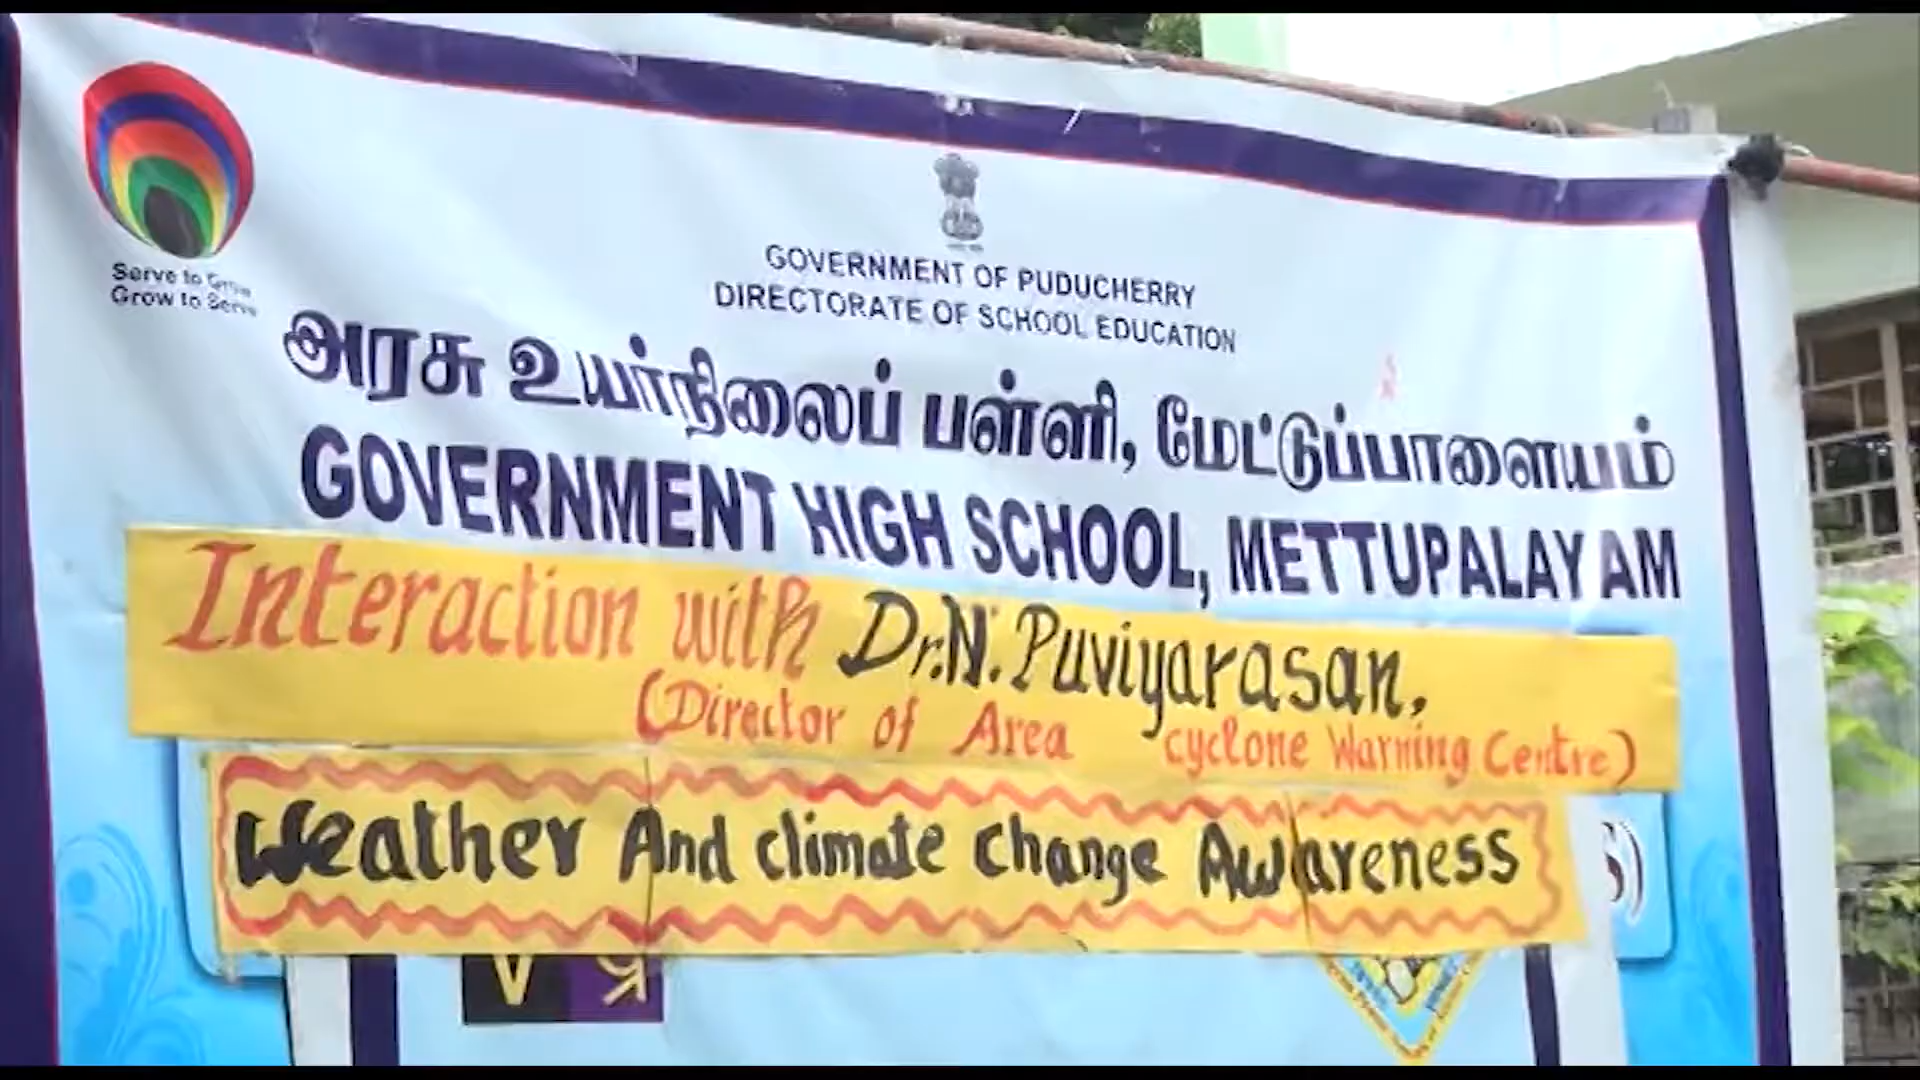 Serve to Grow
Grow to Serve
GOVERNMENT OF PUDUCHERRY
DIRECTORATE OF SCHOOL EDUCATION
அரசு உயர்நிலைப் பள்ளி, மேட்டுப்பாளையம்
GOVERNMENT HIGH SCHOOL, METTUPALAYAM
Interaction with Dr.N.Puviyarasan,
(Director of Area cyclone Warning Centre)
Weather And climate change Awareness